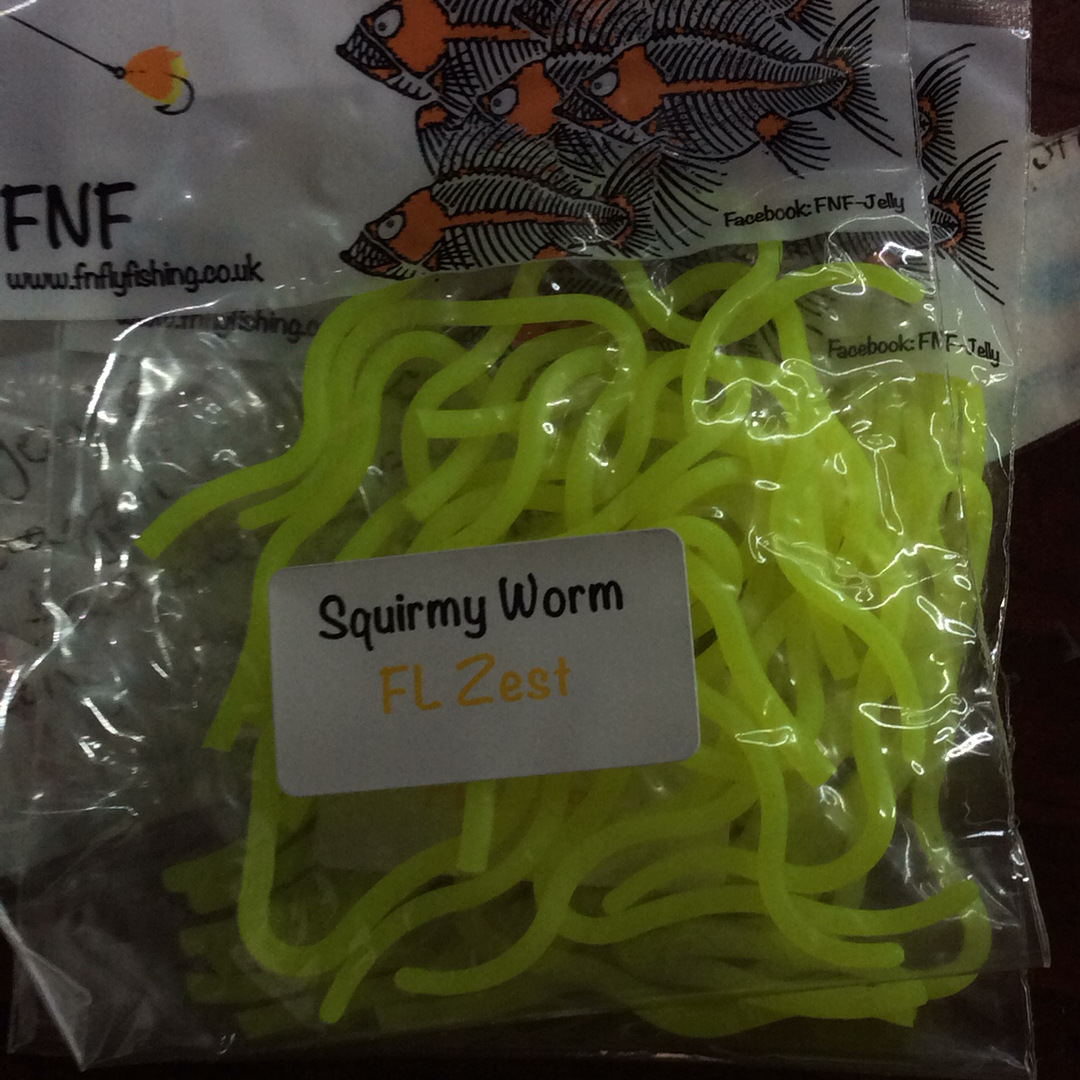 FNF
www.fnflyfishing.co.uk
Facebook: FNF-Jelly
Facebook: FNF-Jelly
Squirmy Worm
FL Zest